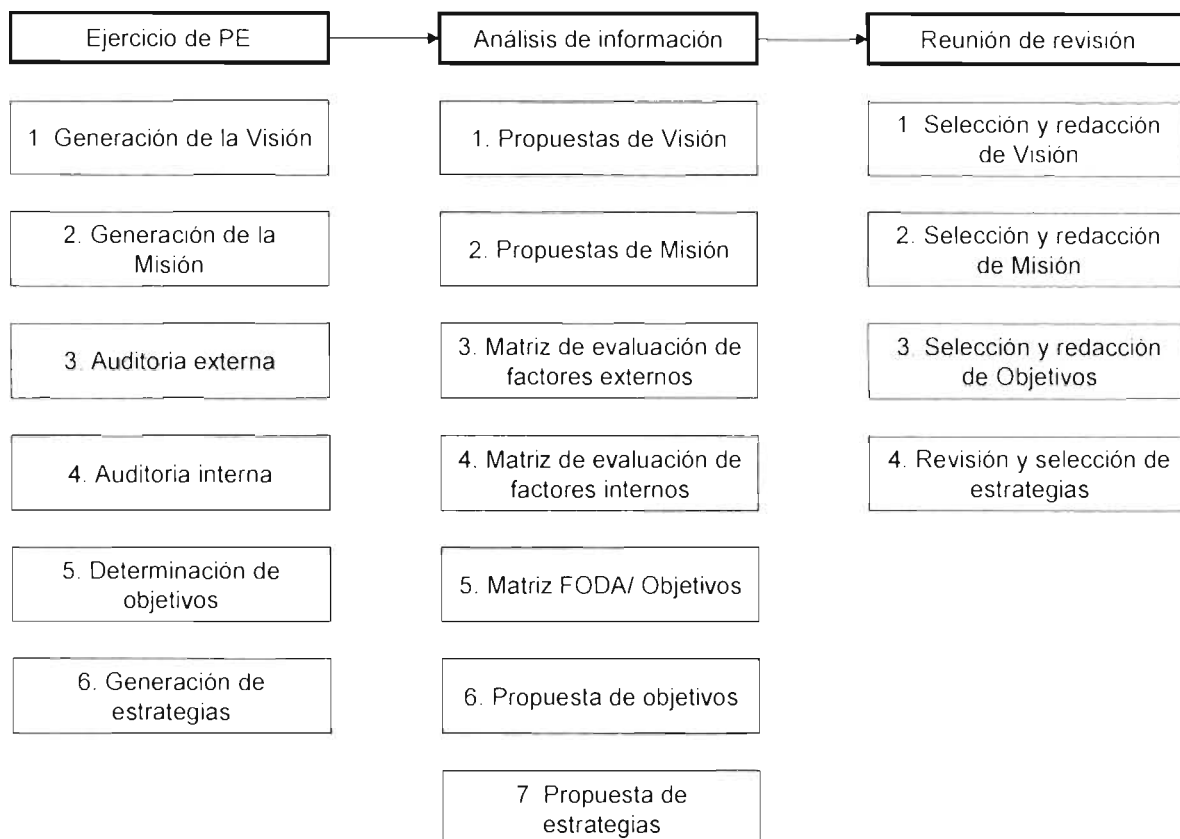 Ejercicio de PE
Análisis de información
Reunión de revisión
1 Generación de la Visión
2. Generación de la
Misión
3. Auditoria externa
4. Auditoria interna
5. Determinación de
objetivos
6. Generación de
estrategias
1. Propuestas de Visión
2. Propuestas de Misión
3. Matriz de evaluación de
factores externos
4. Matriz de evaluación de
factores internos
5. Matriz FODA/ Objetivos
6. Propuesta de objetivos
7 Propuesta de
estrategias
1 Selección y redacción
de Visión
2. Selección y redacción
de Misión
3. Selección y redacción
de Objetivos
4. Revisión y selección de
estrategias